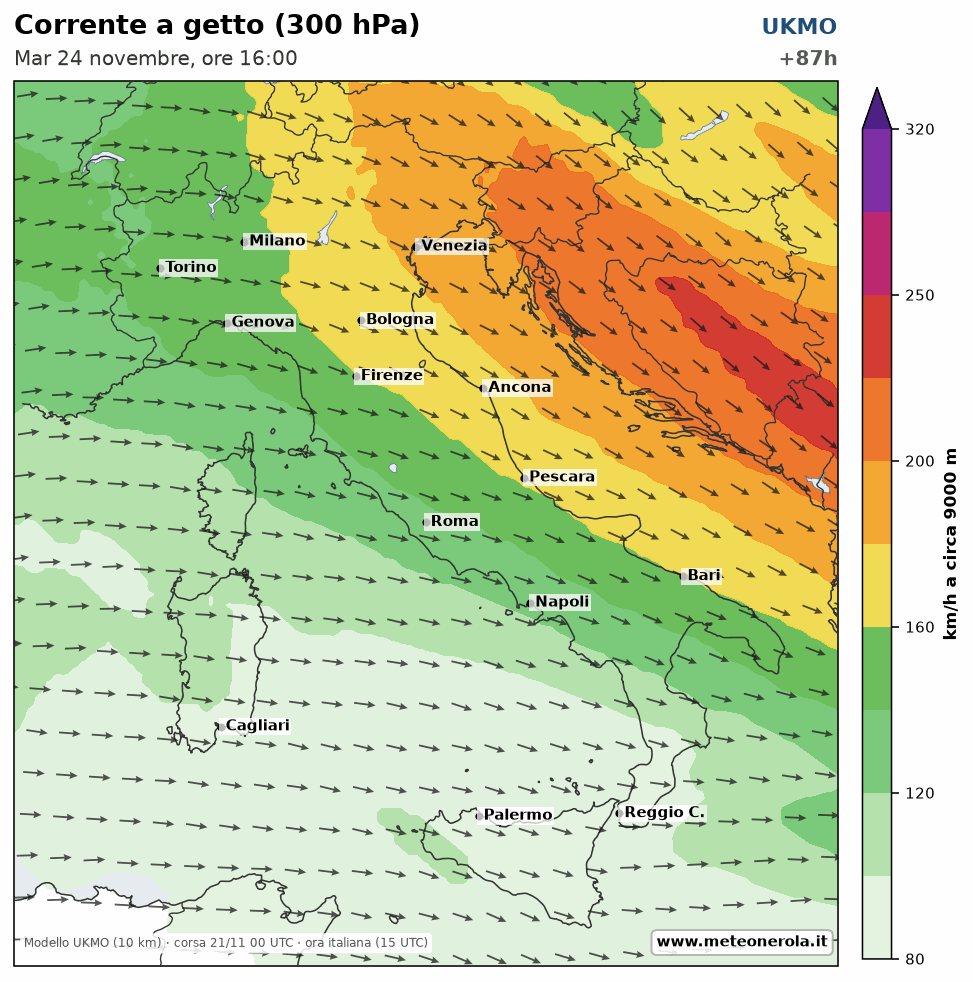 Corrente a getto (300 hPa)
UKMO
Mar 24 novembre, ore 16:00
+87h
320
250
200
160
120
80
km/h a circa 9000 m
Milano
Venezia
Torino
Genova
Bologna
Firenze
Ancona
Pescara
Roma
Bari
Napoli
Cagliari
Palermo
Reggio C.
Modello UKMO (10 km) · corsa 21/11 00 UTC · ora italiana (15 UTC)
www.meteonerola.it